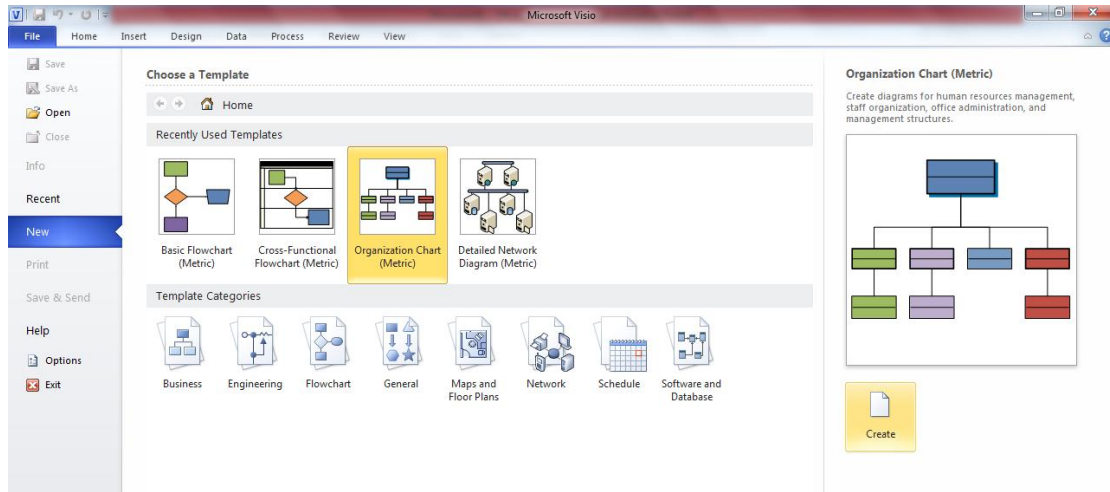 Microsoft Visio
File Home Insert Design Data Process Review View
Save
Save As
Open
Close
Info
Recent
New
Print
Save & Send
Help
Options
Exit
Choose a Template
Home
Recently Used Templates
Basic Flowchart
(Metric)
Cross-Functional
Flowchart (Metric)
Organization Chart
(Metric)
Detailed Network
Diagram (Metric)
Template Categories
Business
Engineering
Flowchart
General
Maps and
Floor Plans
Network
Schedule
Software and
Database
Organization Chart (Metric)
Create diagrams for human resources management,
staff organization, office administration, and
management structures.
Create